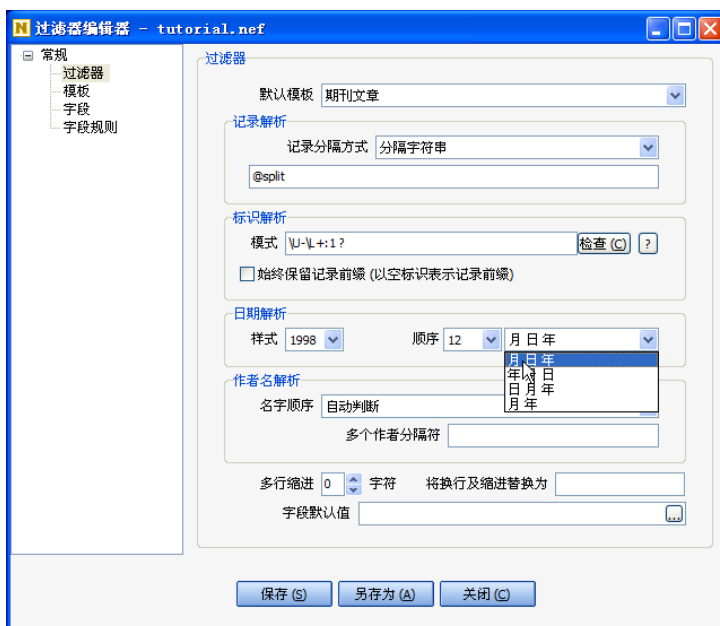 N 过滤器编辑器 - tutorial.nef
常规
过滤器
模板
字段
字段规则
过滤器
默认模板 期刊文章
记录解析
记录分隔方式 分隔字符串
@split
标识解析
模式 \U-\L+:1? 检查(C) ?
始终保留记录前缀 (以空标识表示记录前缀)
日期解析
样式 1998 顺序 12 月 日 年
月 日 年
年 日
日 月 年
月 年
作者名解析
名字顺序 自动判断
多个作者分隔符
多行缩进 0 字符 将换行及缩进替换为
字段默认值 ...
保存(S) 另存为(A) 关闭(C)